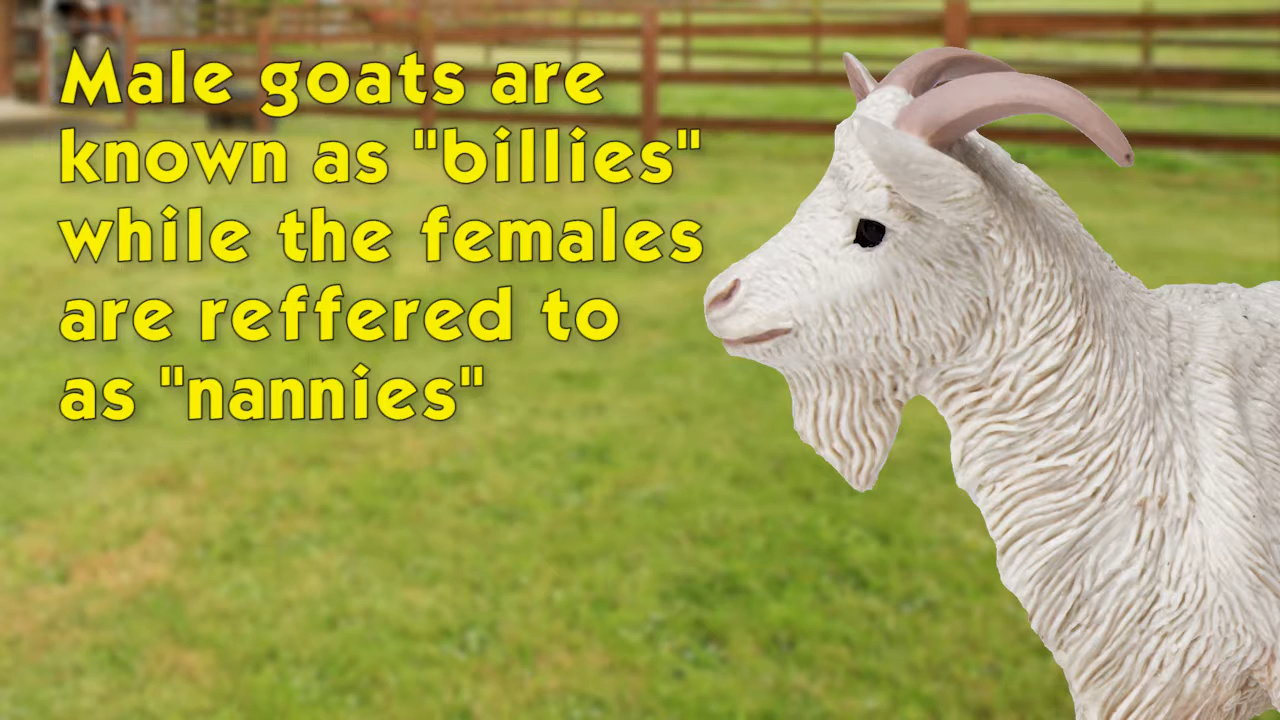 Male goats are
known as "billies"
while the females
are reffered to
as "nannies"